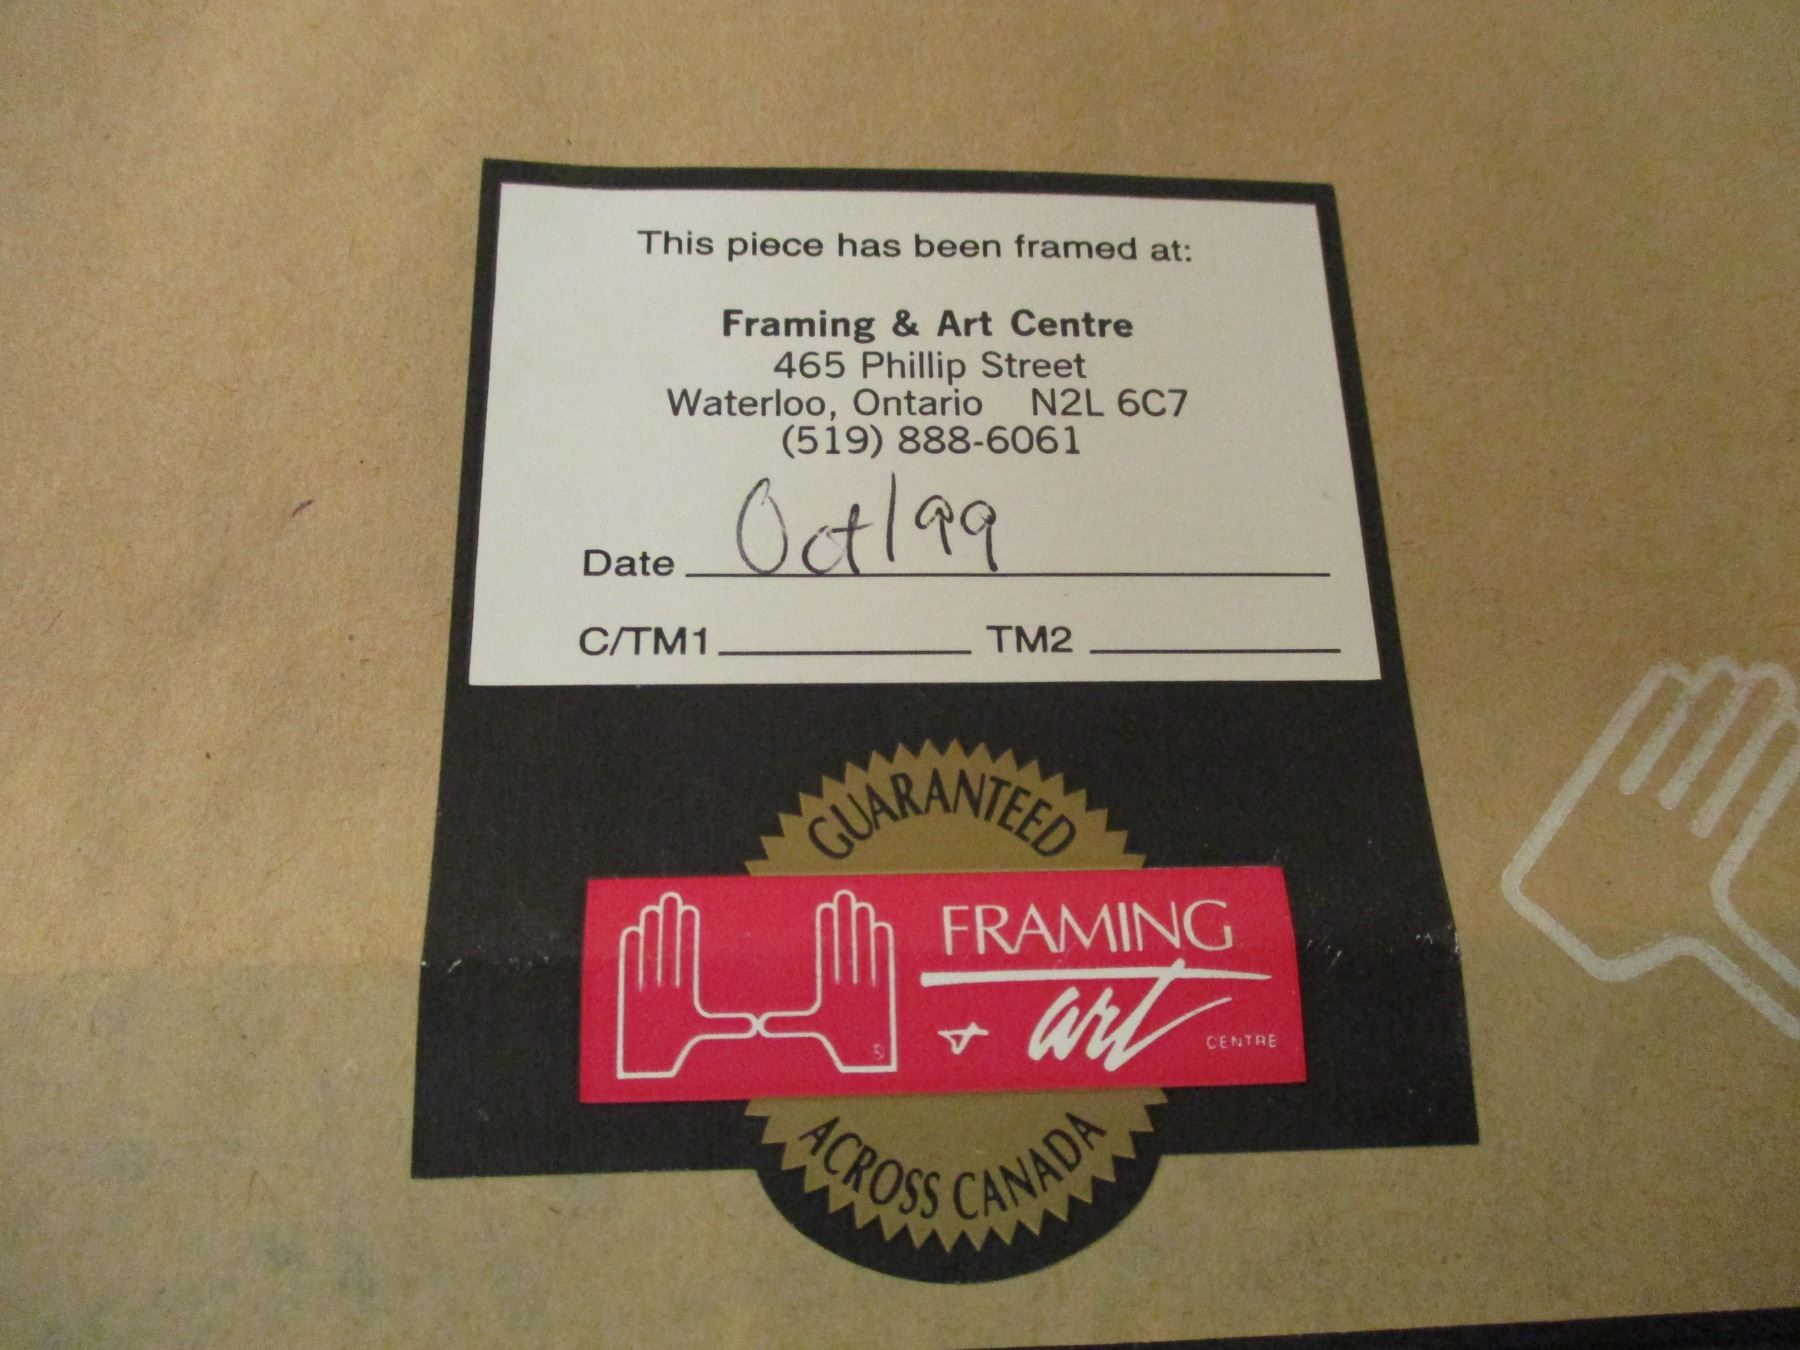 This piece has been framed at:
Framing & Art Centre
465 Phillip Street
Waterloo, Ontario N2L 6C7
(519) 888-6061
Date Oct/99
C/TM1 TM2
GUARANTEED
FRAMING
+ art CENTRE
ACROSS CANADA